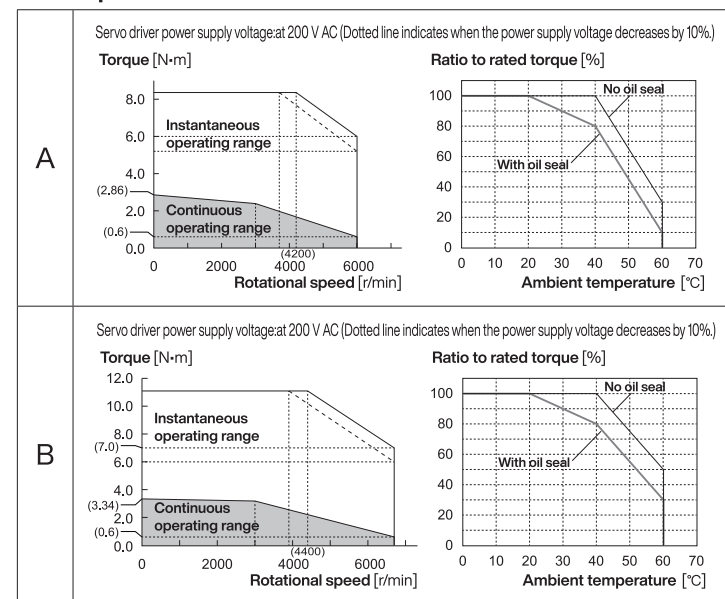 A
Servo driver power supply voltage:at 200 V AC (Dotted line indicates when the power supply voltage decreases by 10%.)
Torque [N•m]
8.0
6.0
4.0
(2.86)
2.0
(0.6)
0.0
Instantaneous
operating range
Continuous
operating range
0
2000
4000
(4200)
6000
Rotational speed [r/min]
Ratio to rated torque [%]
100
80
60
40
20
0
No oil seal
With oil seal
0 10 20 30 40 50 60 70
Ambient temperature [°C]
B
Servo driver power supply voltage:at 200 V AC (Dotted line indicates when the power supply voltage decreases by 10%.)
Torque [N•m]
12.0
10.0
8.0
(7.0)
6.0
4.0
(3.34)
2.0
(0.6)
0.0
Instantaneous
operating range
Continuous
operating range
0
2000
4000
(4400)
6000
Rotational speed [r/min]
Ratio to rated torque [%]
100
80
60
40
20
0
No oil seal
With oil seal
0 10 20 30 40 50 60 70
Ambient temperature [°C]